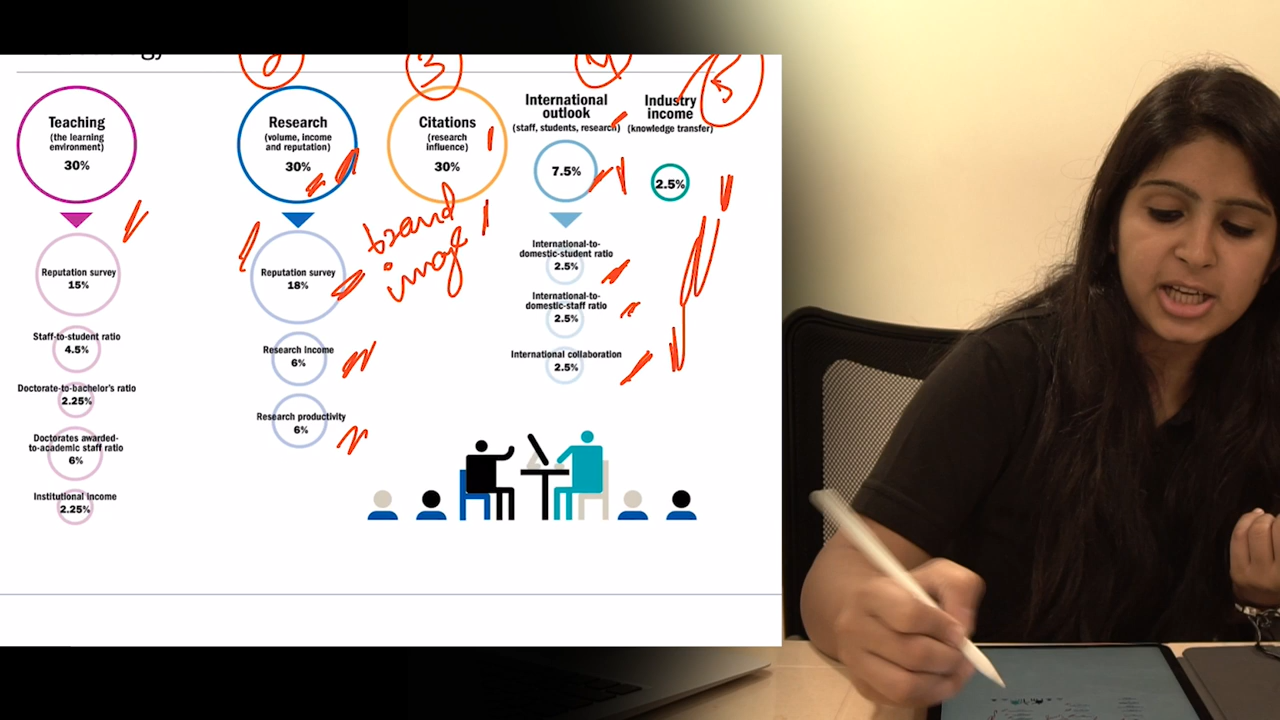 Teaching
(the learning
environment)
30%
Reputation survey
15%
Staff-to-student ratio
4.5%
Doctorate-to-bachelor's ratio
2.25%
Doctorates awarded-
to-academic staff ratio
6%
Institutional income
2.25%
Research
(volume, income
and reputation)
30%
Reputation survey
18%
Research income
6%
Research productivity
6%
3
Citations
(research
influence)
30%
brand
image
4
International
outlook
(staff, students, research)
7.5%
International-to-
domestic-student ratio
2.5%
International-to-
domestic-staff ratio
2.5%
International collaboration
2.5%
5
Industry
income
(knowledge transfer)
2.5%